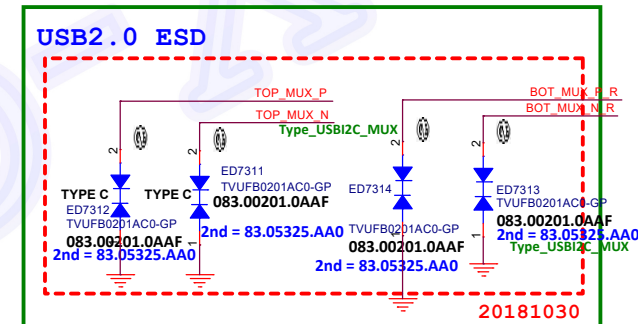 USB2.0 ESD
TOP_MUX_P
TOP_MUX_N
Type_USBI2C_MUX
BOT_MUX_P_R
BOT_MUX_N_R
2
2
2
2
ED7311
TVUFB0201AC0-GP
TYPE C
TYPE C
083.00201.0AAF
ED7312
TVUFB0201AC0-GP
083.00201.0AAF
2nd = 83.05325.AA0
2nd = 83.05325.AA0
1
ED7314
TVUFB0201AC0-GP
083.00201.0AAF
2nd = 83.05325.AA0
1
ED7313
TVUFB0201AC0-GP
083.00201.0AAF
2nd = 83.05325.AA0
Type_USBI2C_MUX
1
20181030